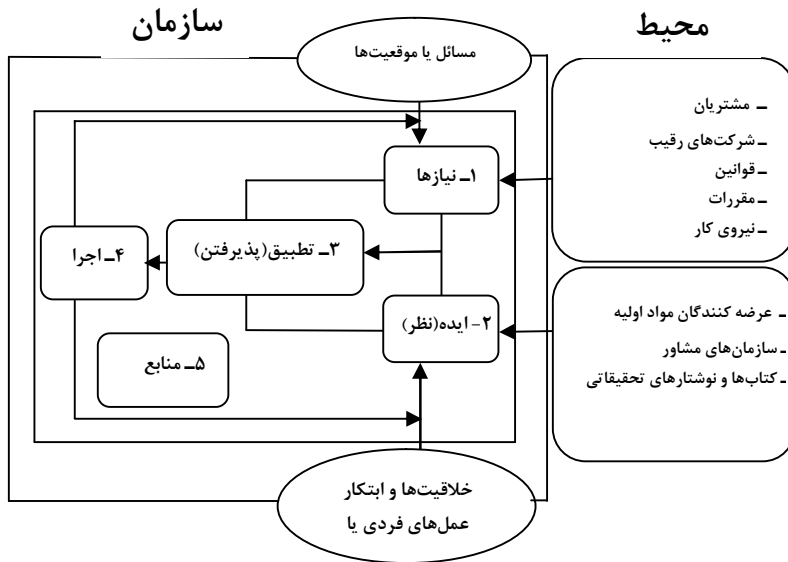 محیط
سازمان
مسائل یا موقعیت‌ها
ـ مشتریان
ـ شرکت‌های رقیب
ـ قوانین
ـ مقررات
ـ نیروی کار
۱ـ نیازها
۳ـ تطبیق(پذیرفتن)
۴ـ اجرا
۲- ایده(نظر)
۵ـ منابع
ـ عرضه کنندگان مواد اولیه
ـ سازمان‌های مشاور
ـ کتاب‌ها و نوشتارهای تحقیقاتی
خلاقیت‌ها و ابتکار
عمل‌های فردی یا